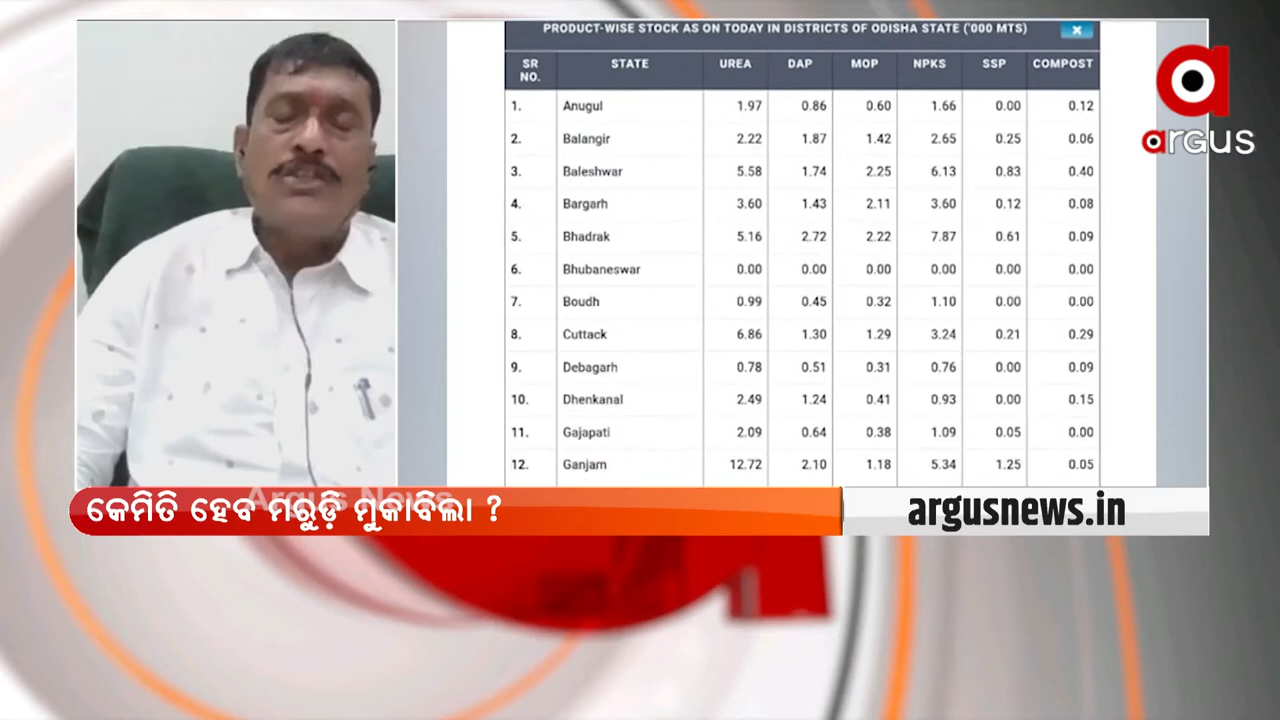 PRODUCT-WISE STOCK AS ON TODAY IN DISTRICTS OF ODISHA STATE ('000 MTS)
SR NO. STATE UREA DAP MOP NPKS SSP COMPOST
1. Anugul 1.97 0.86 0.60 1.66 0.00 0.12
2. Balangir 2.22 1.87 1.42 2.65 0.25 0.06
3. Baleshwar 5.58 1.74 2.25 6.13 0.83 0.40
4. Bargarh 3.60 1.43 2.11 3.60 0.12 0.08
5. Bhadrak 5.16 2.72 2.22 7.87 0.61 0.09
6. Bhubaneswar 0.00 0.00 0.00 0.00 0.00 0.00
7. Boudh 0.99 0.45 0.32 1.10 0.00 0.00
8. Cuttack 6.86 1.30 1.29 3.24 0.21 0.29
9. Debagarh 0.78 0.51 0.31 0.76 0.00 0.09
10. Dhenkanal 2.49 1.24 0.41 0.93 0.00 0.15
11. Gajapati 2.09 0.64 0.38 1.09 0.05 0.00
12. Ganjam 12.72 2.10 1.18 5.34 1.25 0.05
argus
Argus News
କେମିତି ହେବ ମରୁଡ଼ି ମୁକାବିଲା ?
argusnews.in